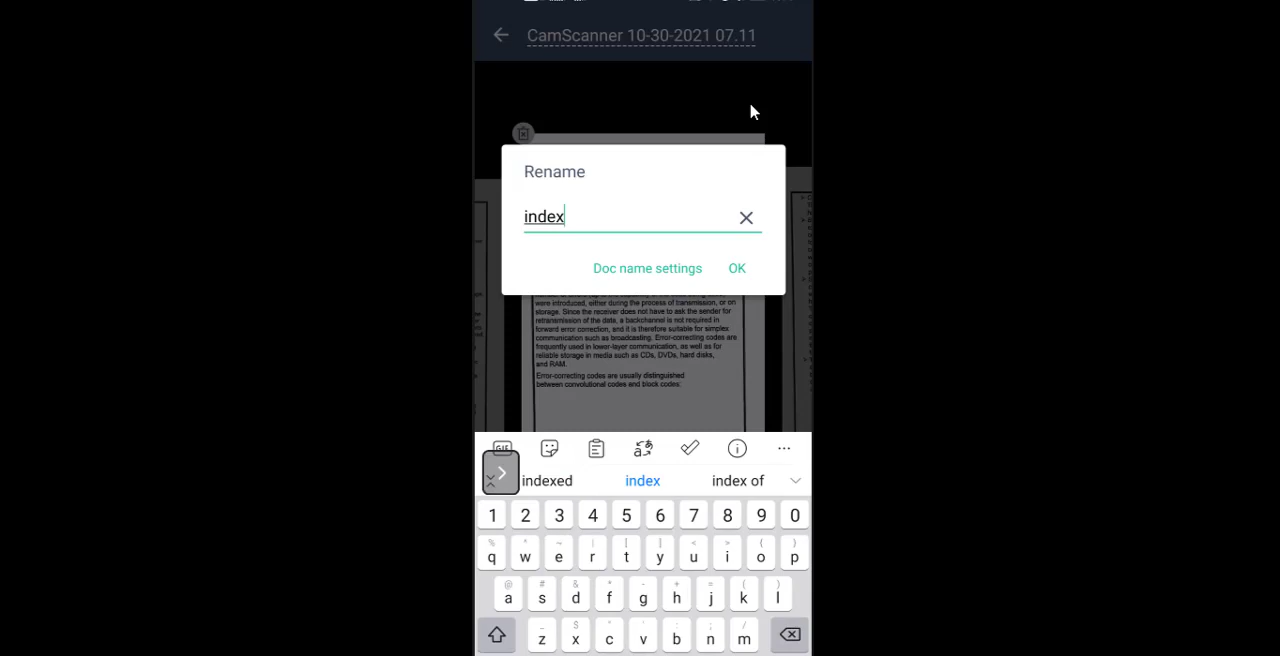 CamScanner 10-30-2021 07.11
Rename
index
Doc name settings OK
were introduced, either during the process of transmission, or on
storage. Since the receiver does not have to ask the sender for
retransmission of the data, a backchannel is not required in
forward error correction, and it is therefore suitable for simplex
communication such as broadcasting. Error-correcting codes are
frequently used in lower-layer communication, as well as for
reliable storage in media such as CDs, DVDs, hard disks,
and RAM.
Error-correcting codes are usually distinguished
between convolutional codes and block codes:
GIF
indexed index index of
1 2 3 4 5 6 7 8 9 0
q w e r t y u i o p
a s d f g h j k l
z x c v b n m